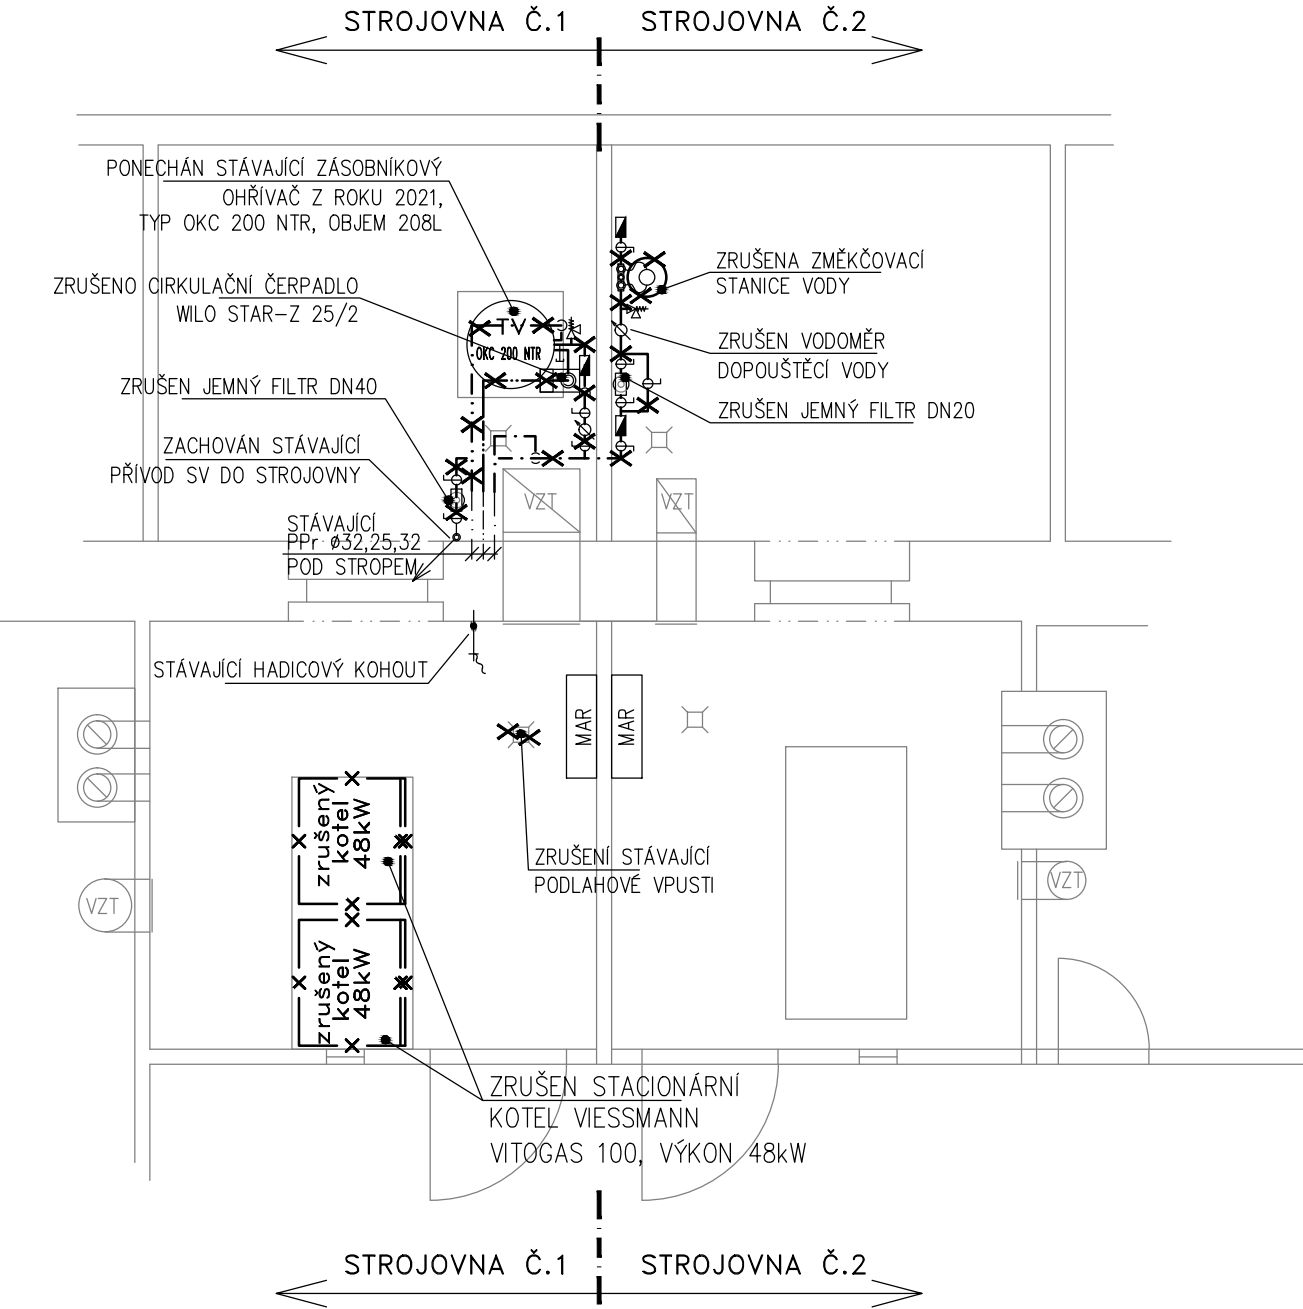 STROJOVNA Č.1
STROJOVNA Č.2
PONECHÁN STÁVAJÍCÍ ZÁSOBNÍKOVÝ
OHŘÍVAČ Z ROKU 2021,
TYP OKC 200 NTR, OBJEM 208L
ZRUŠENO CIRKULAČNÍ ČERPADLO
WILO STAR-Z 25/2
ZRUŠENA ZMĚKČOVACÍ
STANICE VODY
TV
OKC 200 NTR
ZRUŠEN VODOMĚR
DOPOUŠTĚCÍ VODY
ZRUŠEN JEMNÝ FILTR DN40
ZRUŠEN JEMNÝ FILTR DN20
ZACHOVÁN STÁVAJÍCÍ
PŘÍVOD SV DO STROJOVNY
VZT
VZT
STÁVAJÍCÍ
PPr ø32,25,32
POD STROPEM
STÁVAJÍCÍ HADICOVÝ KOHOUT
MAR
MAR
zrušený
kotel
48kW
ZRUŠENÍ STÁVAJÍCÍ
PODLAHOVÉ VPUSTI
VZT
VZT
zrušený
kotel
48kW
ZRUŠEN STACIONÁRNÍ
KOTEL VIESSMANN
VITOGAS 100, VÝKON 48kW
STROJOVNA Č.1
STROJOVNA Č.2